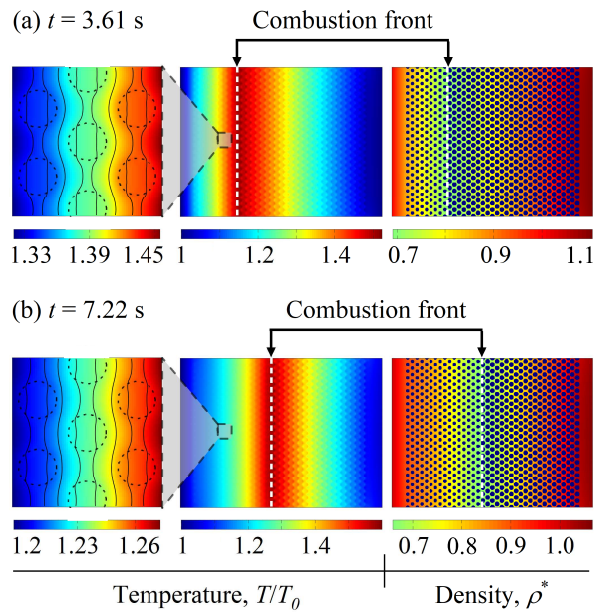 (a) t = 3.61 s
Combustion front
1.33 1.39 1.45
1 1.2 1.4
0.7 0.9 1.1
(b) t = 7.22 s
Combustion front
1.2 1.23 1.26
1 1.2 1.4
0.7 0.8 0.9 1.0
Temperature, T/T₀
Density, ρ*